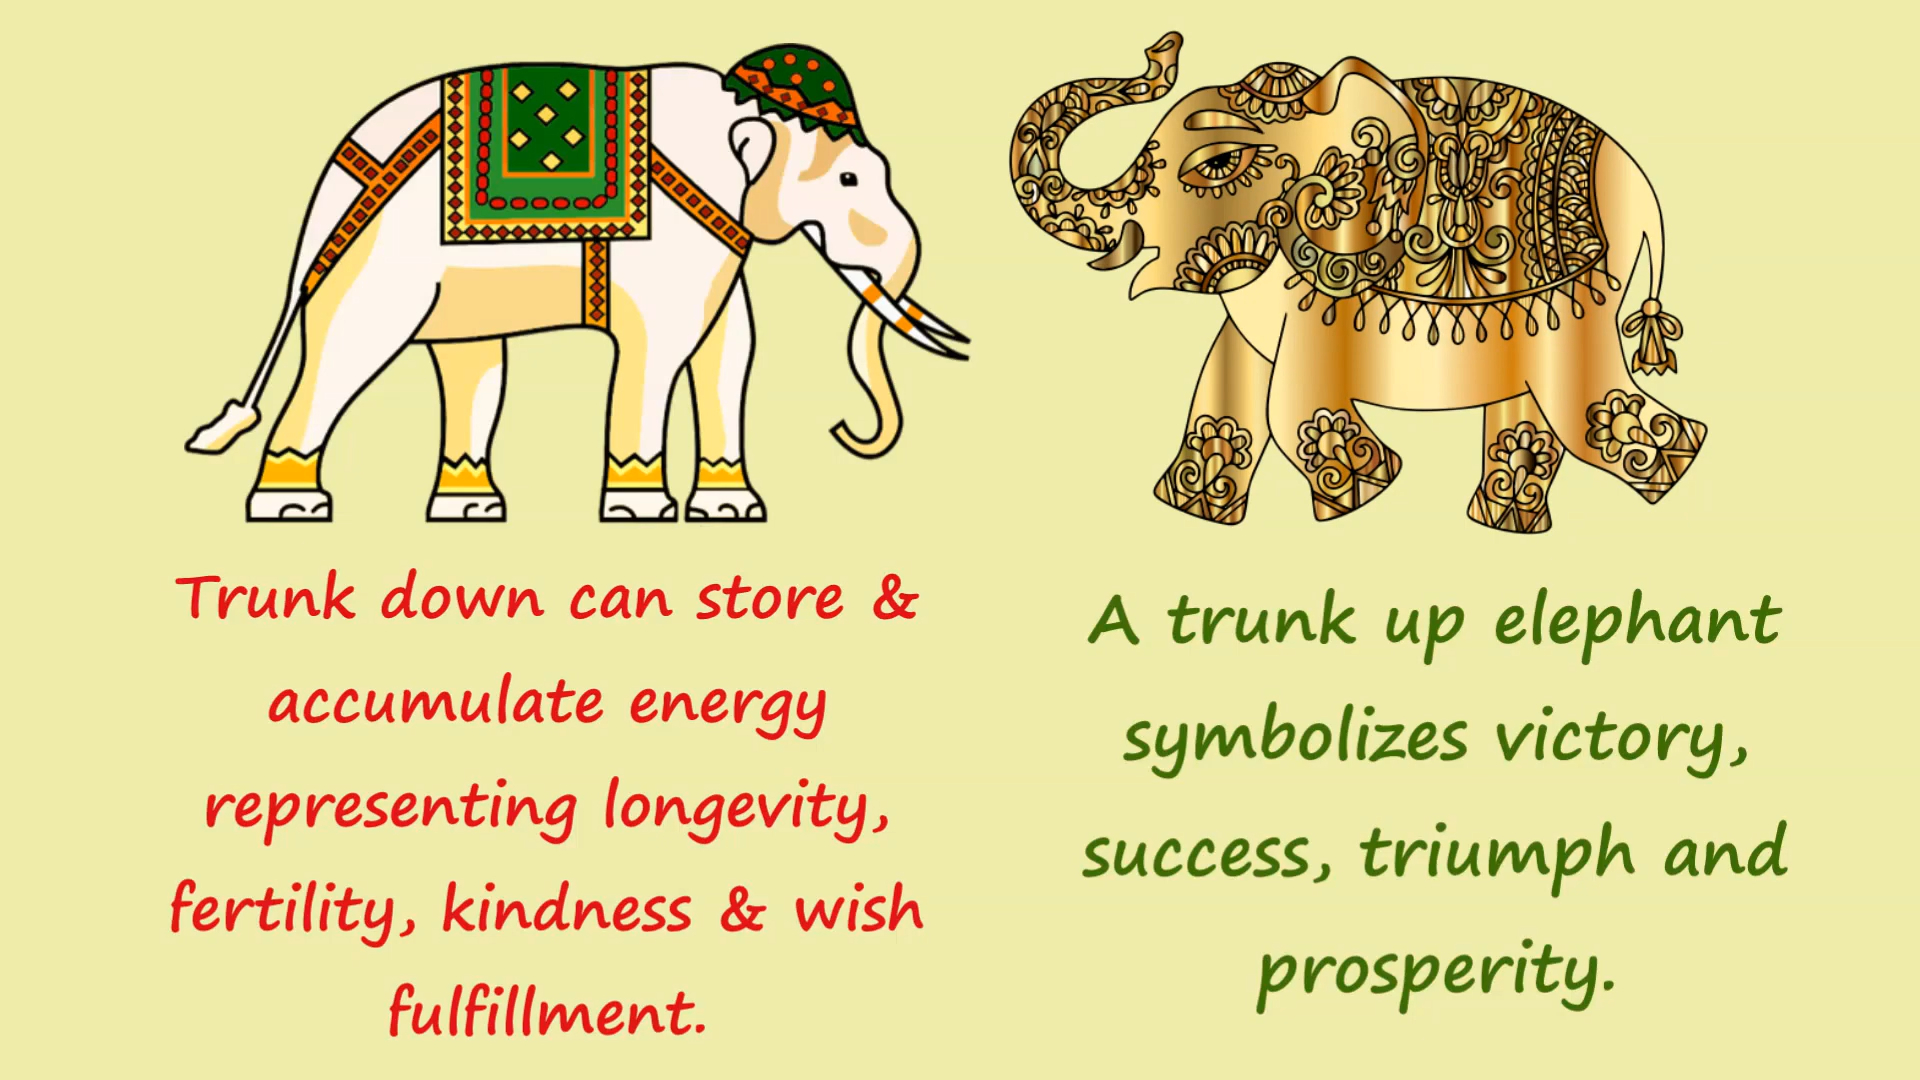 Trunk down can store &
accumulate energy
representing longevity,
fertility, kindness & wish
fulfillment.
A trunk up elephant
symbolizes victory,
success, triumph and
prosperity.